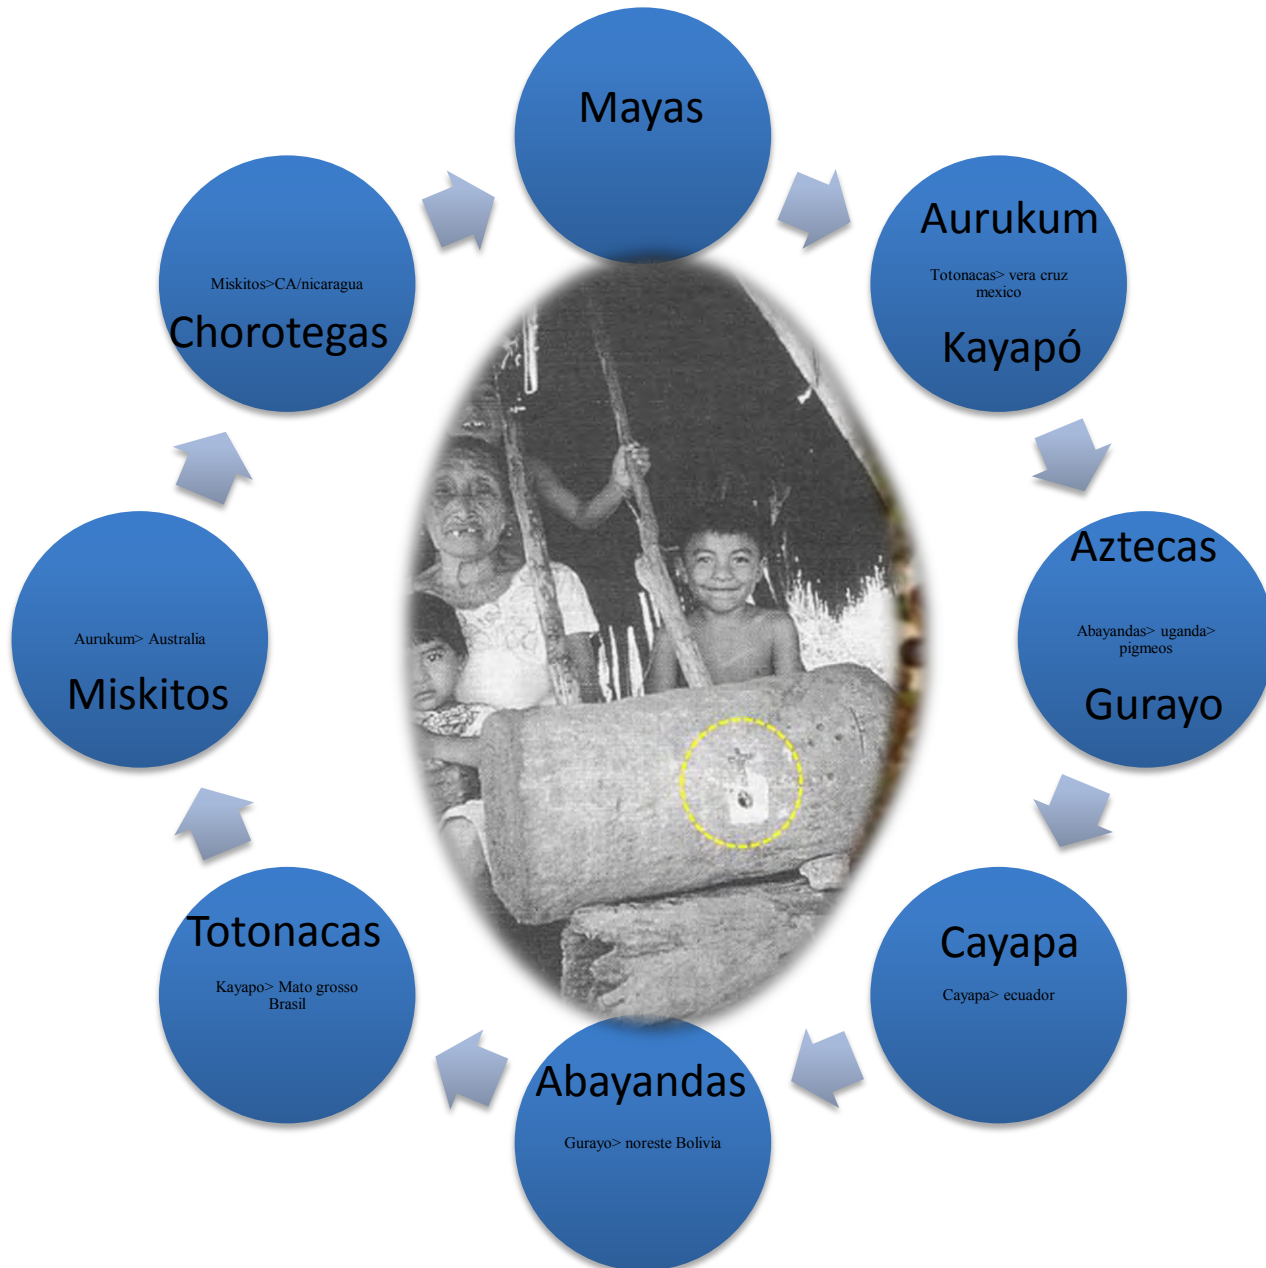 Mayas
Aurukum
Totonacas> vera cruz
mexico
Kayapó
Aztecas
Abayandas> uganda>
pigmeos
Gurayo
Cayapa
Cayapa> ecuador
Abayandas
Gurayo> noreste Bolivia
Totonacas
Kayapo> Mato grosso
Brasil
Aurukum> Australia
Miskitos
Miskitos>CA/nicaragua
Chorotegas